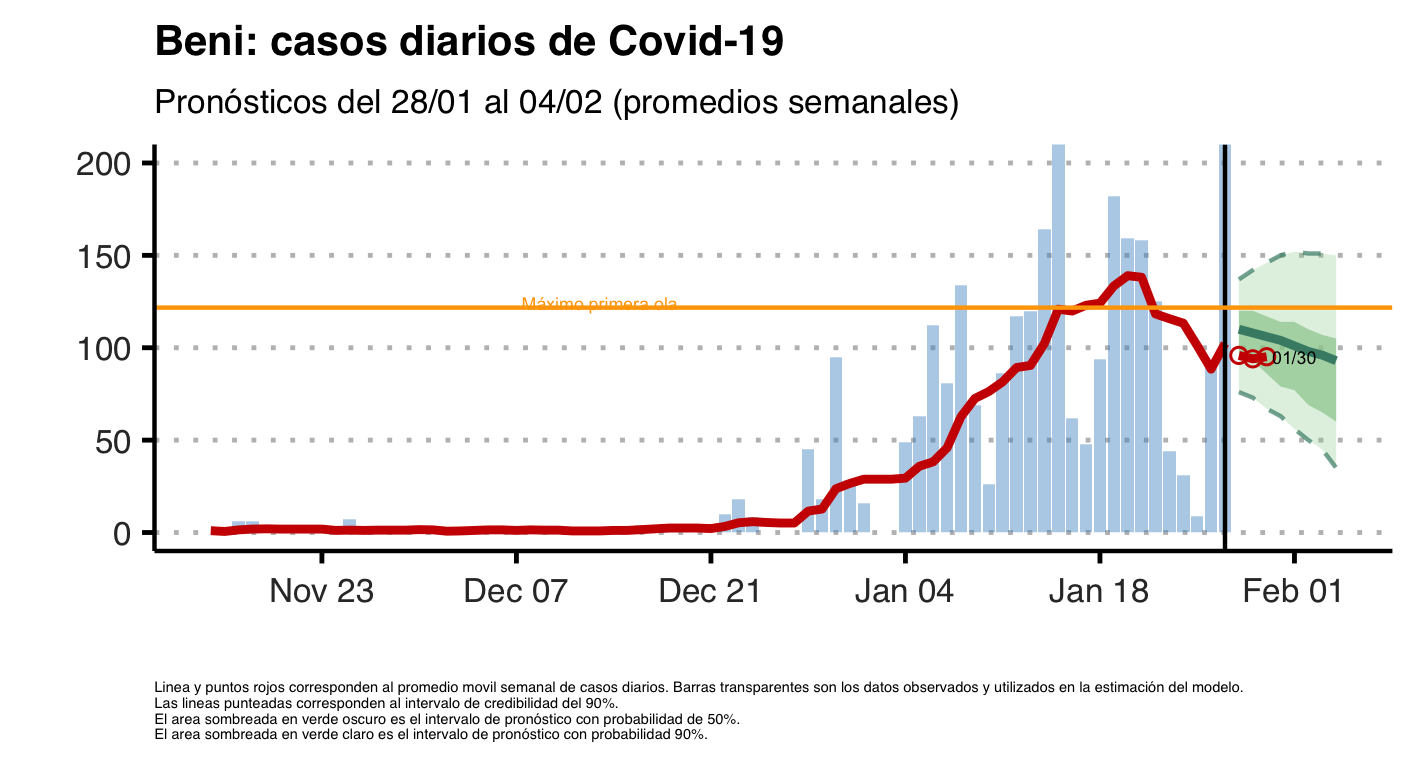 Beni: casos diarios de Covid-19
Pronósticos del 28/01 al 04/02 (promedios semanales)
200
150
Máximo primera ola
100
01/30
50
0
Nov 23 Dec 07 Dec 21 Jan 04 Jan 18 Feb 01
Linea y puntos rojos corresponden al promedio movil semanal de casos diarios. Barras transparentes son los datos observados y utilizados en la estimación del modelo.
Las lineas punteadas corresponden al intervalo de credibilidad del 90%.
El area sombreada en verde oscuro es el intervalo de pronóstico con probabilidad de 50%.
El area sombreada en verde claro es el intervalo de pronóstico con probabilidad 90%.